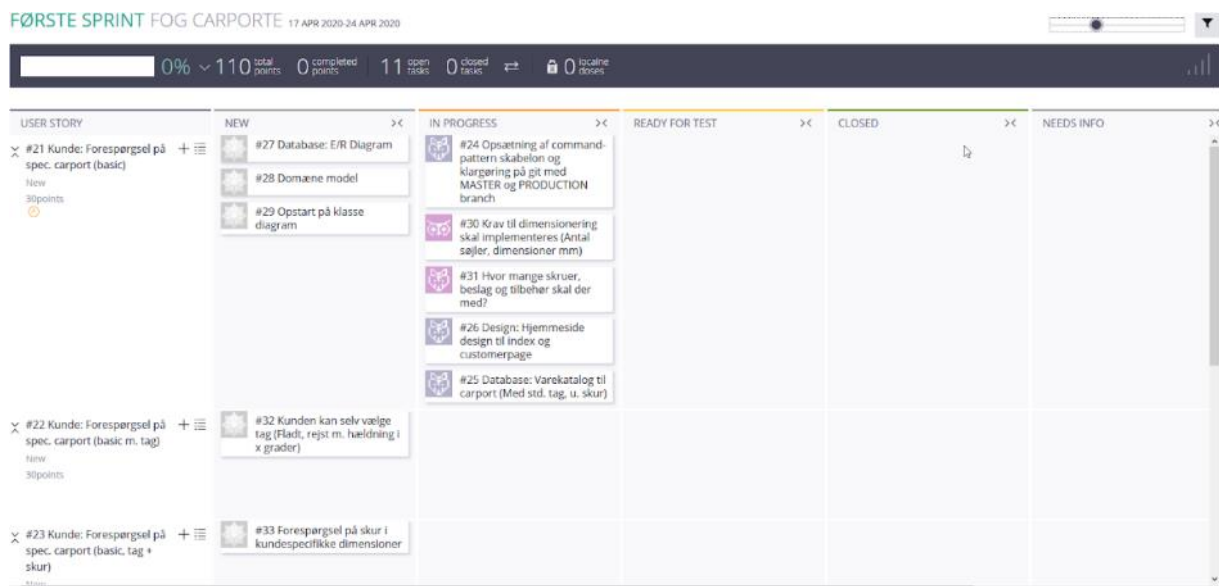 FØRSTE SPRINT FOG CARPORTE 17 APR 2020-24 APR 2020
0% 110 total points 0 completed points 11 open tasks 0 closed tasks 0 iocaine doses
USER STORY
NEW
IN PROGRESS
READY FOR TEST
CLOSED
NEEDS INFO
#21 Kunde: Forespørgsel på
spec. carport (basic)
New
30points
#27 Database: E/R Diagram
#28 Domæne model
#29 Opstart på klasse
diagram
#24 Opsætning af command-
pattern skabelon og
klargøring på git med
MASTER og PRODUCTION
branch
#30 Krav til dimensionering
skal implementeres (Antal
søjler, dimensioner mm)
#31 Hvor mange skruer,
beslag og tilbehør skal der
med?
#26 Design: Hjemmeside
design til index og
customerpage
#25 Database: Varekatalog til
carport (Med std. tag, u. skur)
#22 Kunde: Forespørgsel på
spec. carport (basic m. tag)
New
30points
#32 Kunden kan selv vælge
tag (Fladt, rejst m. hældning i
x grader)
#23 Kunde: Forespørgsel på
spec. carport (basic, tag +
skur)
New
#33 Forespørgsel på skur i
kundespecifikke dimensioner